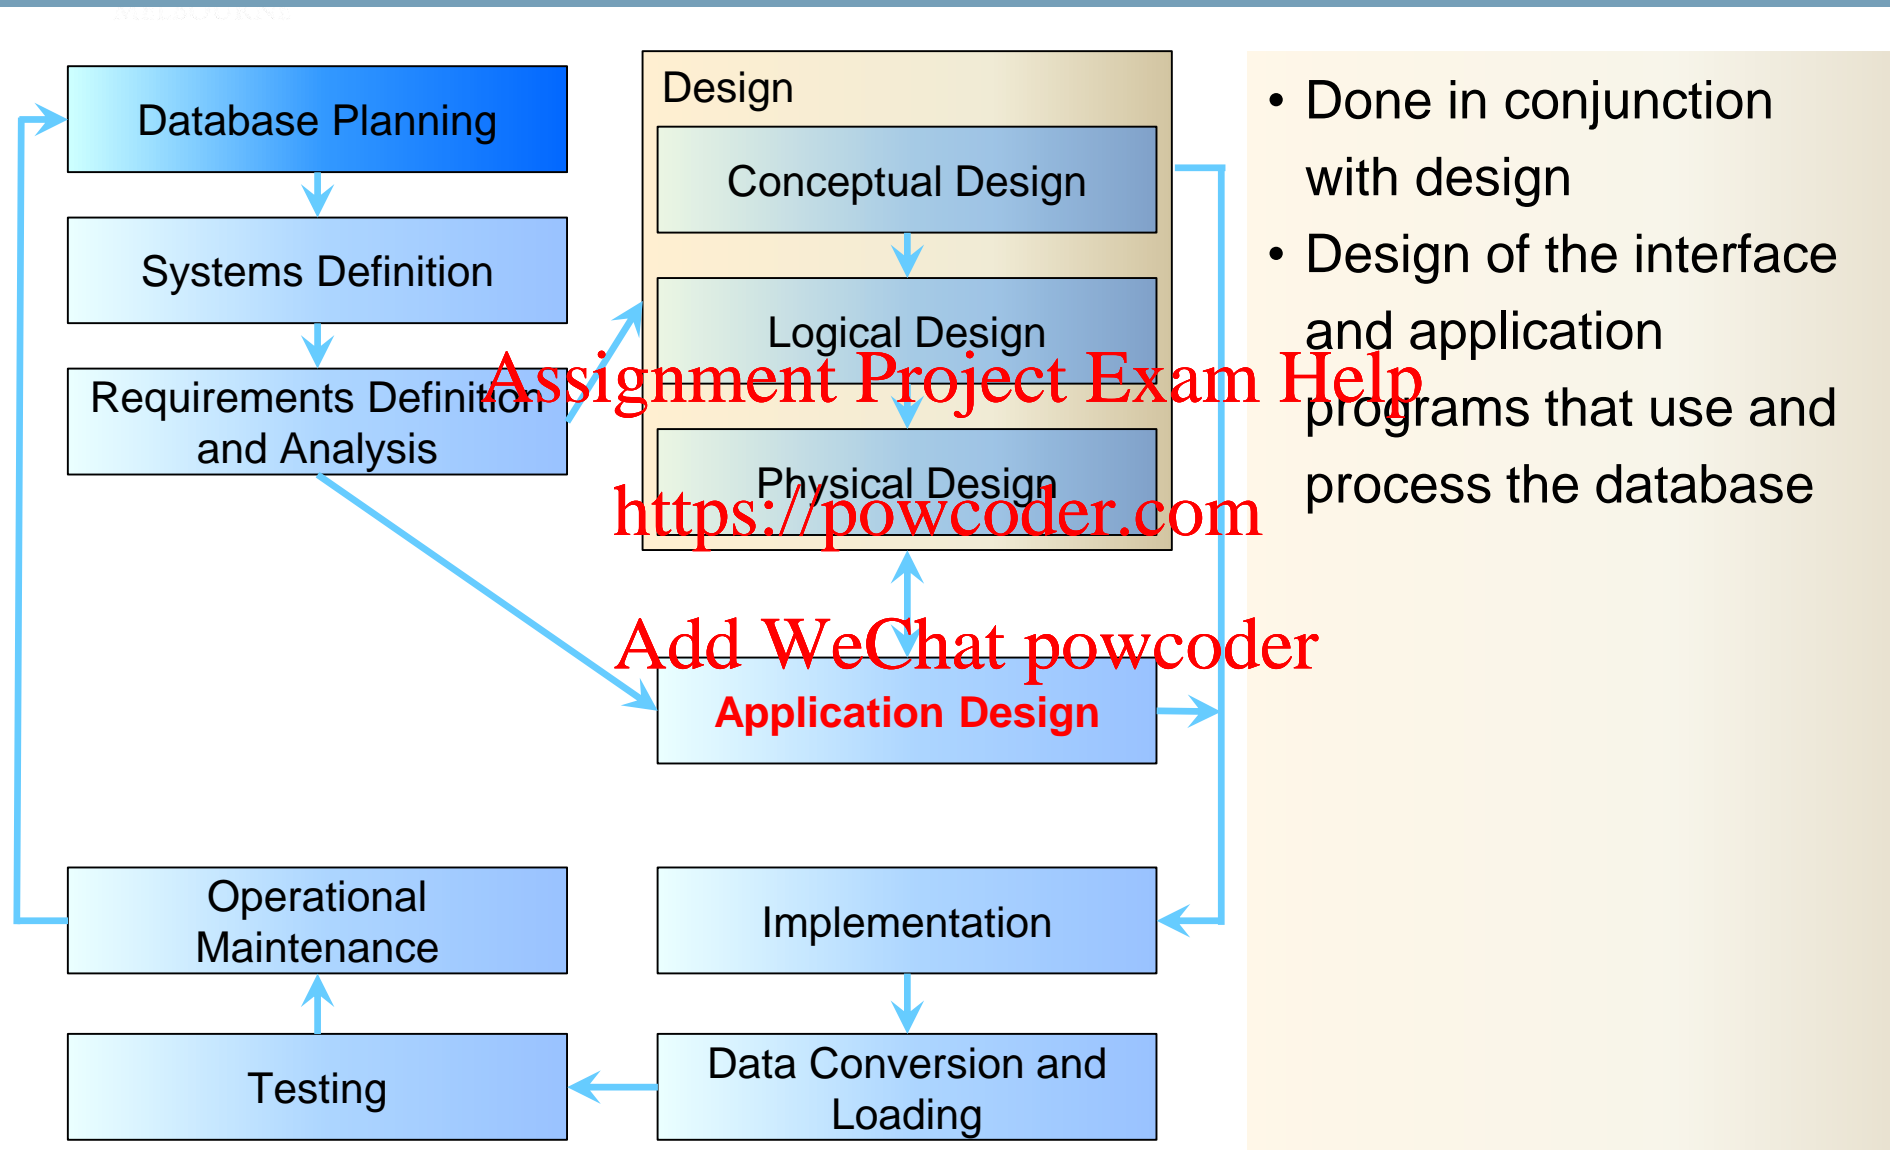 Database Planning
Systems Definition
Requirements Definition
and Analysis
Design
Conceptual Design
Logical Design
Physical Design
Assignment Project Exam Help
https://powcoder.com
Add WeChat powcoder
Application Design
Operational
Maintenance
Implementation
Testing
Data Conversion and
Loading
• Done in conjunction
with design
• Design of the interface
and application
programs that use and
process the database